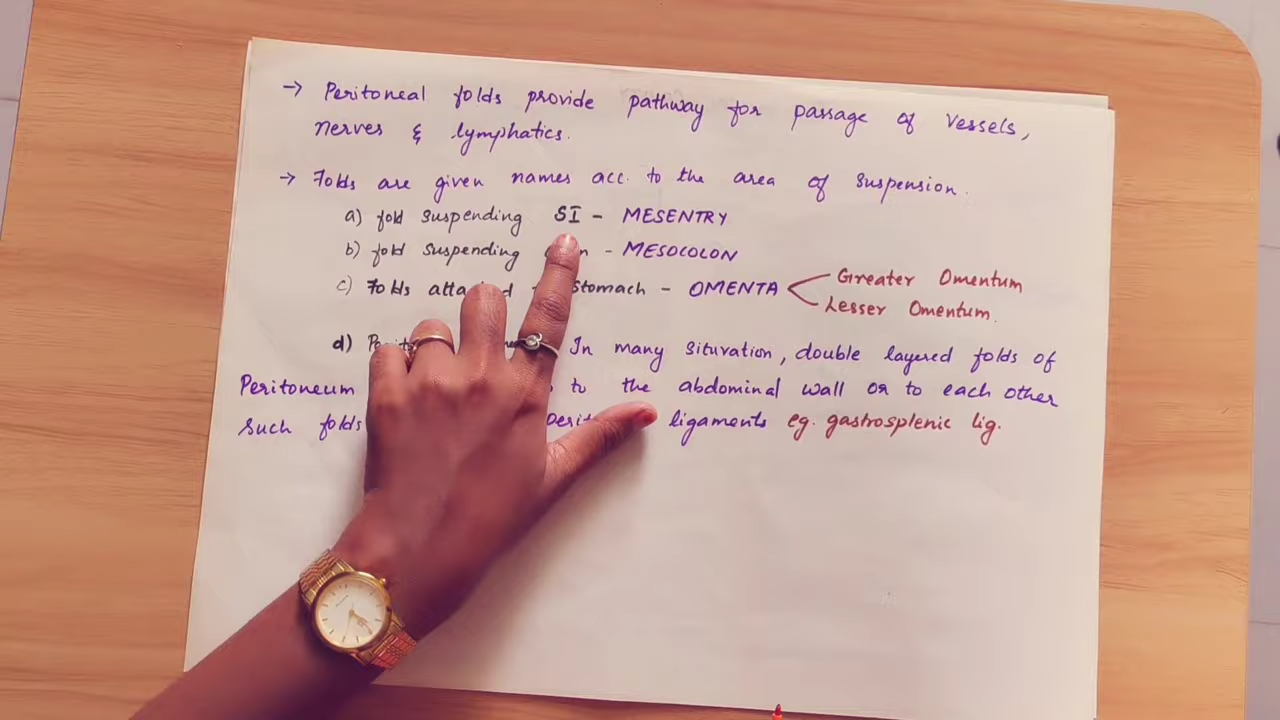 → Peritoneal folds provide pathway for passage of vessels,
nerves & lymphatics.
→ Folds are given names acc. to the area of suspension.
a) fold suspending SI - MESENTRY
b) fold suspending - MESOCOLON
c) Folds stomach - OMENTA Greater Omentum
Lesser Omentum.
d) In many situvation, double layered folds of
Peritoneum to the abdominal wall or to each other
such folds ligaments eg. gastrosplenic lig.